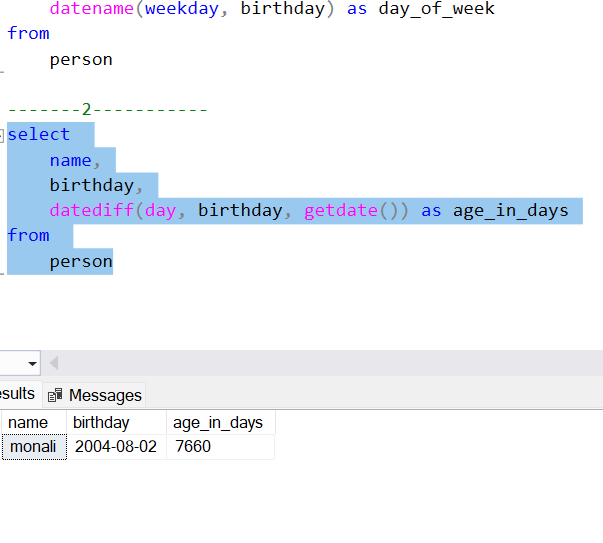 datename(weekday, birthday) as day_of_week
from
person
-------2-----------
select
name,
birthday,
datediff(day, birthday, getdate()) as age_in_days
from
person
esults Messages
name birthday age_in_days
monali 2004-08-02 7660